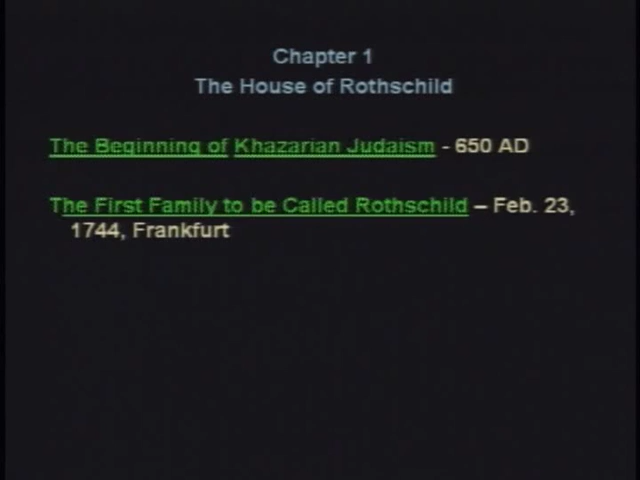 Chapter 1
The House of Rothschild
The Beginning of Khazarian Judaism - 650 AD
The First Family to be Called Rothschild – Feb. 23,
1744, Frankfurt